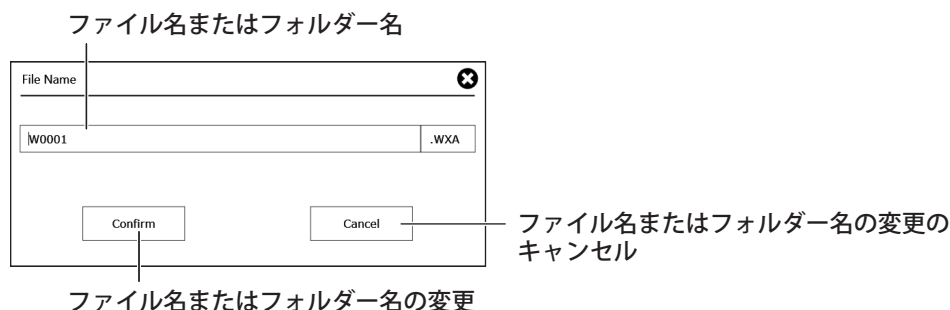 ファイル名またはフォルダー名
File Name
W0001
.WXA
Confirm
Cancel
ファイル名またはフォルダー名の変更の
キャンセル
ファイル名またはフォルダー名の変更